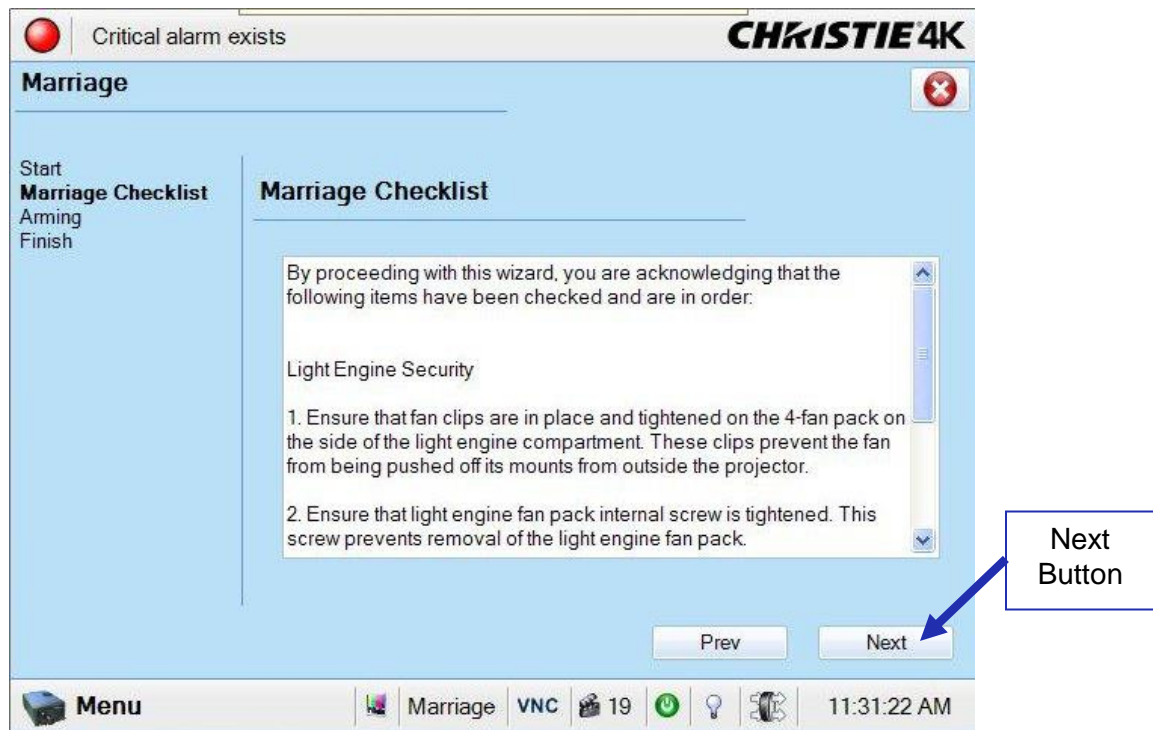 Critical alarm exists
CHRISTIE 4K
Marriage
Start
Marriage Checklist
Arming
Finish
Marriage Checklist
By proceeding with this wizard, you are acknowledging that the
following items have been checked and are in order:
Light Engine Security
1. Ensure that fan clips are in place and tightened on the 4-fan pack on
the side of the light engine compartment. These clips prevent the fan
from being pushed off its mounts from outside the projector.
2. Ensure that light engine fan pack internal screw is tightened. This
screw prevents removal of the light engine fan pack.
Next
Button
Prev
Next
Menu
Marriage
VNC
19
11:31:22 AM